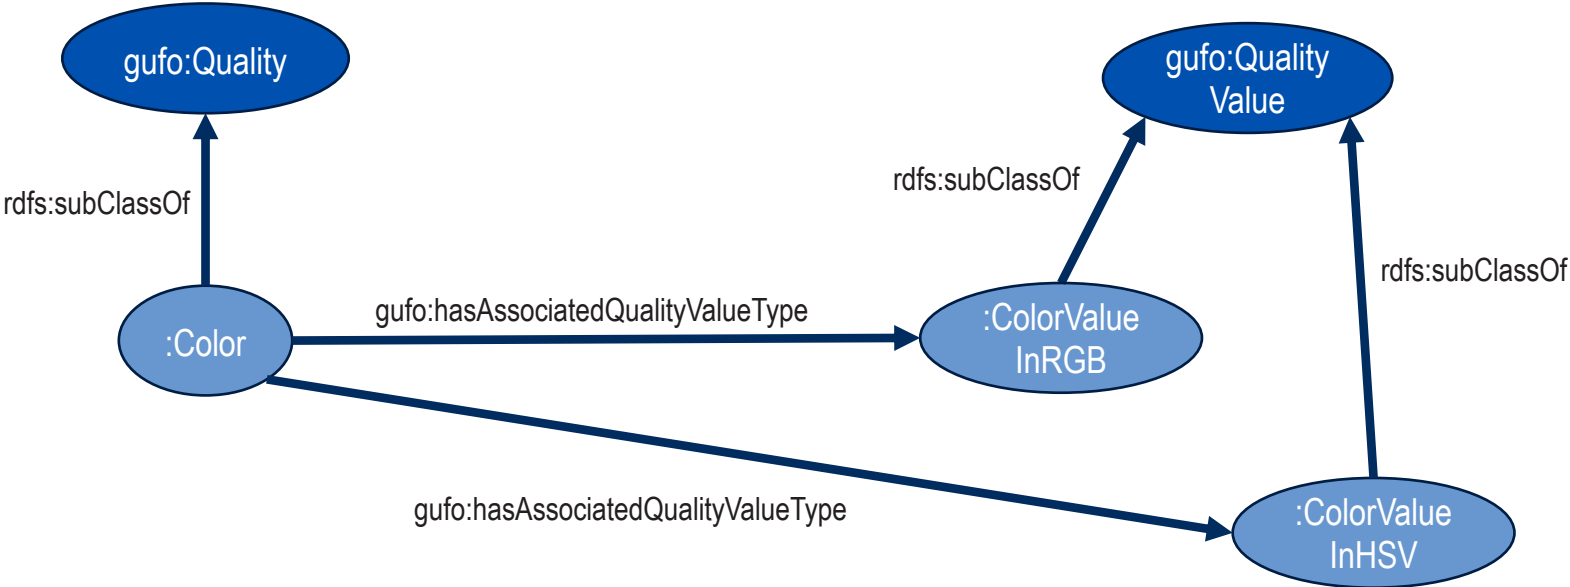 gufo:Quality
gufo:Quality
Value
rdfs:subClassOf
rdfs:subClassOf
rdfs:subClassOf
:Color
gufo:hasAssociatedQualityValueType
:ColorValue
InRGB
gufo:hasAssociatedQualityValueType
:ColorValue
InHSV